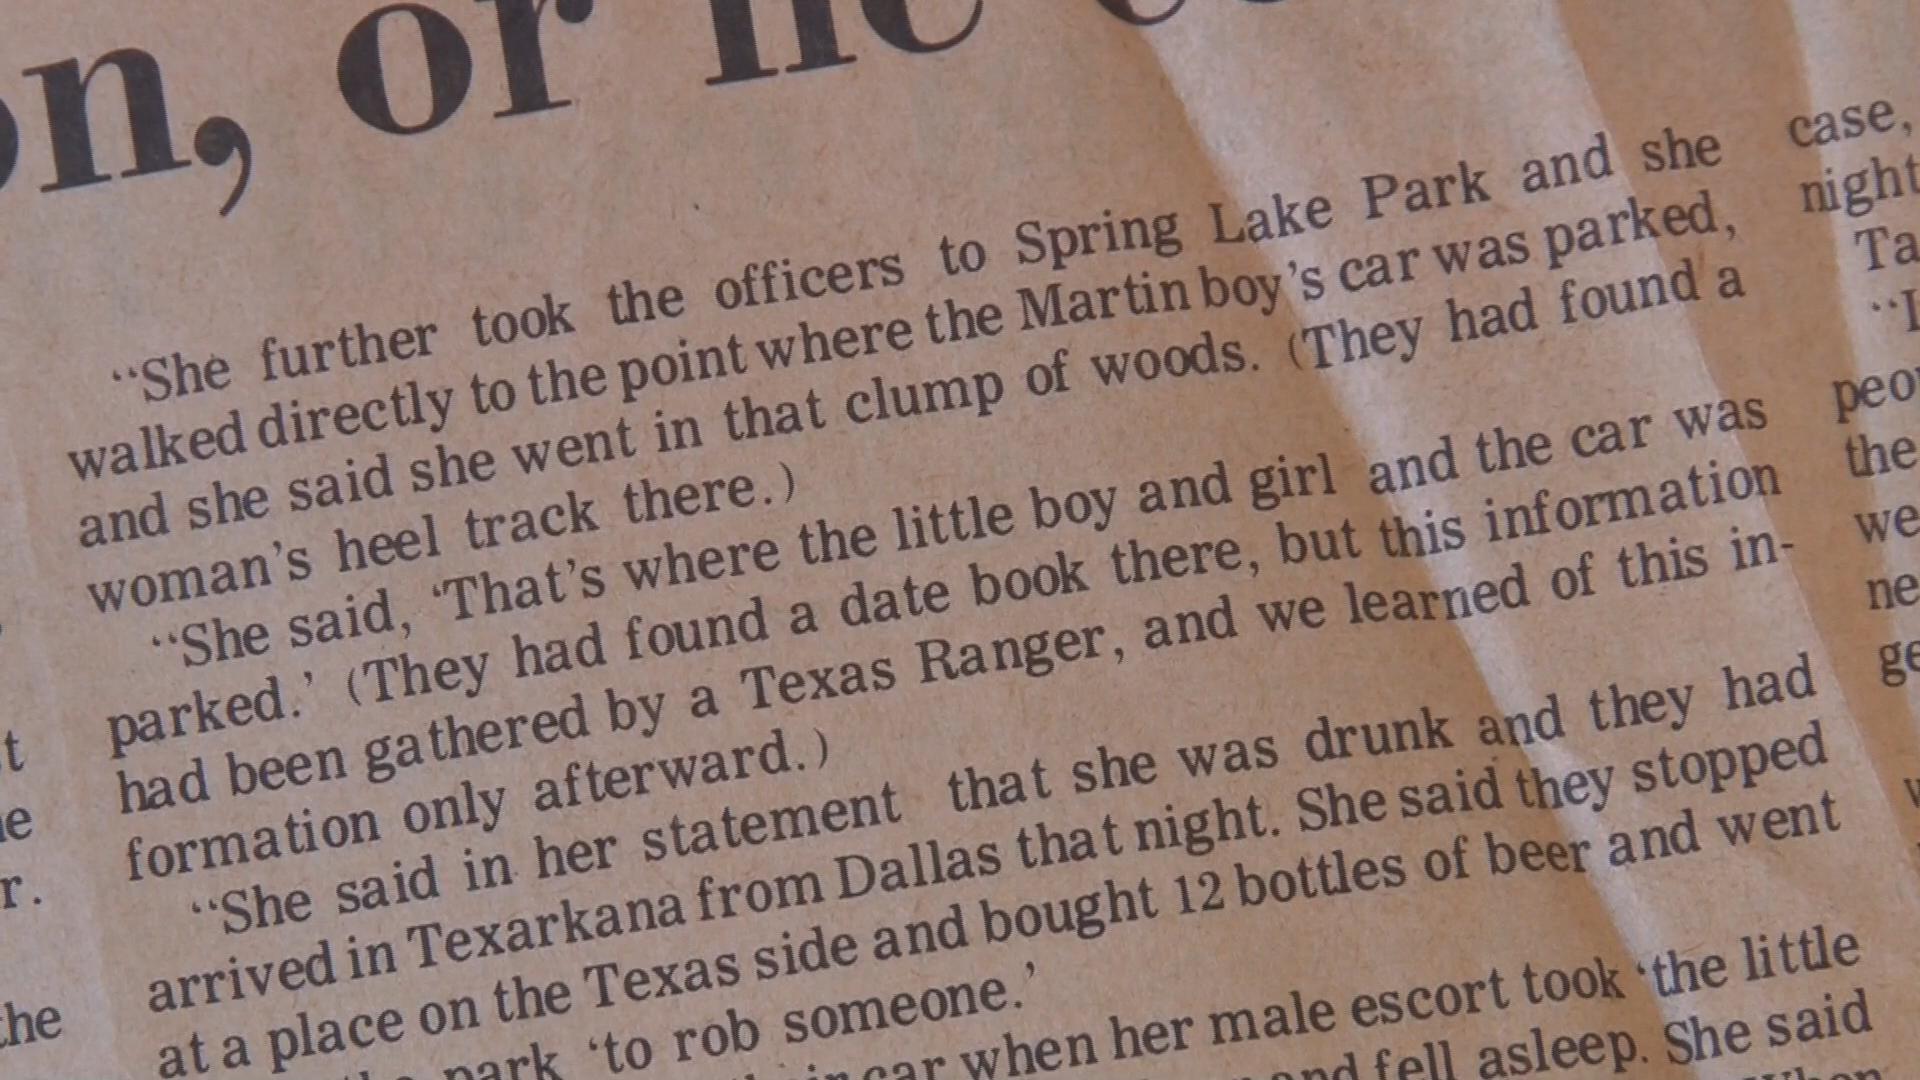 on, or he
"She further took the officers to Spring Lake Park and she
walked directly to the point where the Martin boy's car was parked,
and she said she went in that clump of woods. (They had found a
woman's heel track there.)
"She said, 'That's where the little boy and girl and the car was
parked.' (They had found a date book there, but this information
had been gathered by a Texas Ranger, and we learned of this in-
formation only afterward.)
"She said in her statement that she was drunk and they had
arrived in Texarkana from Dallas that night. She said they stopped
at a place on the Texas side and bought 12 bottles of beer and went
park 'to rob someone.'
car when her male escort took 'the little
and fell asleep. She said
case,
night
Ta
"I
peo
the
we
ne
ge
t
r.
the